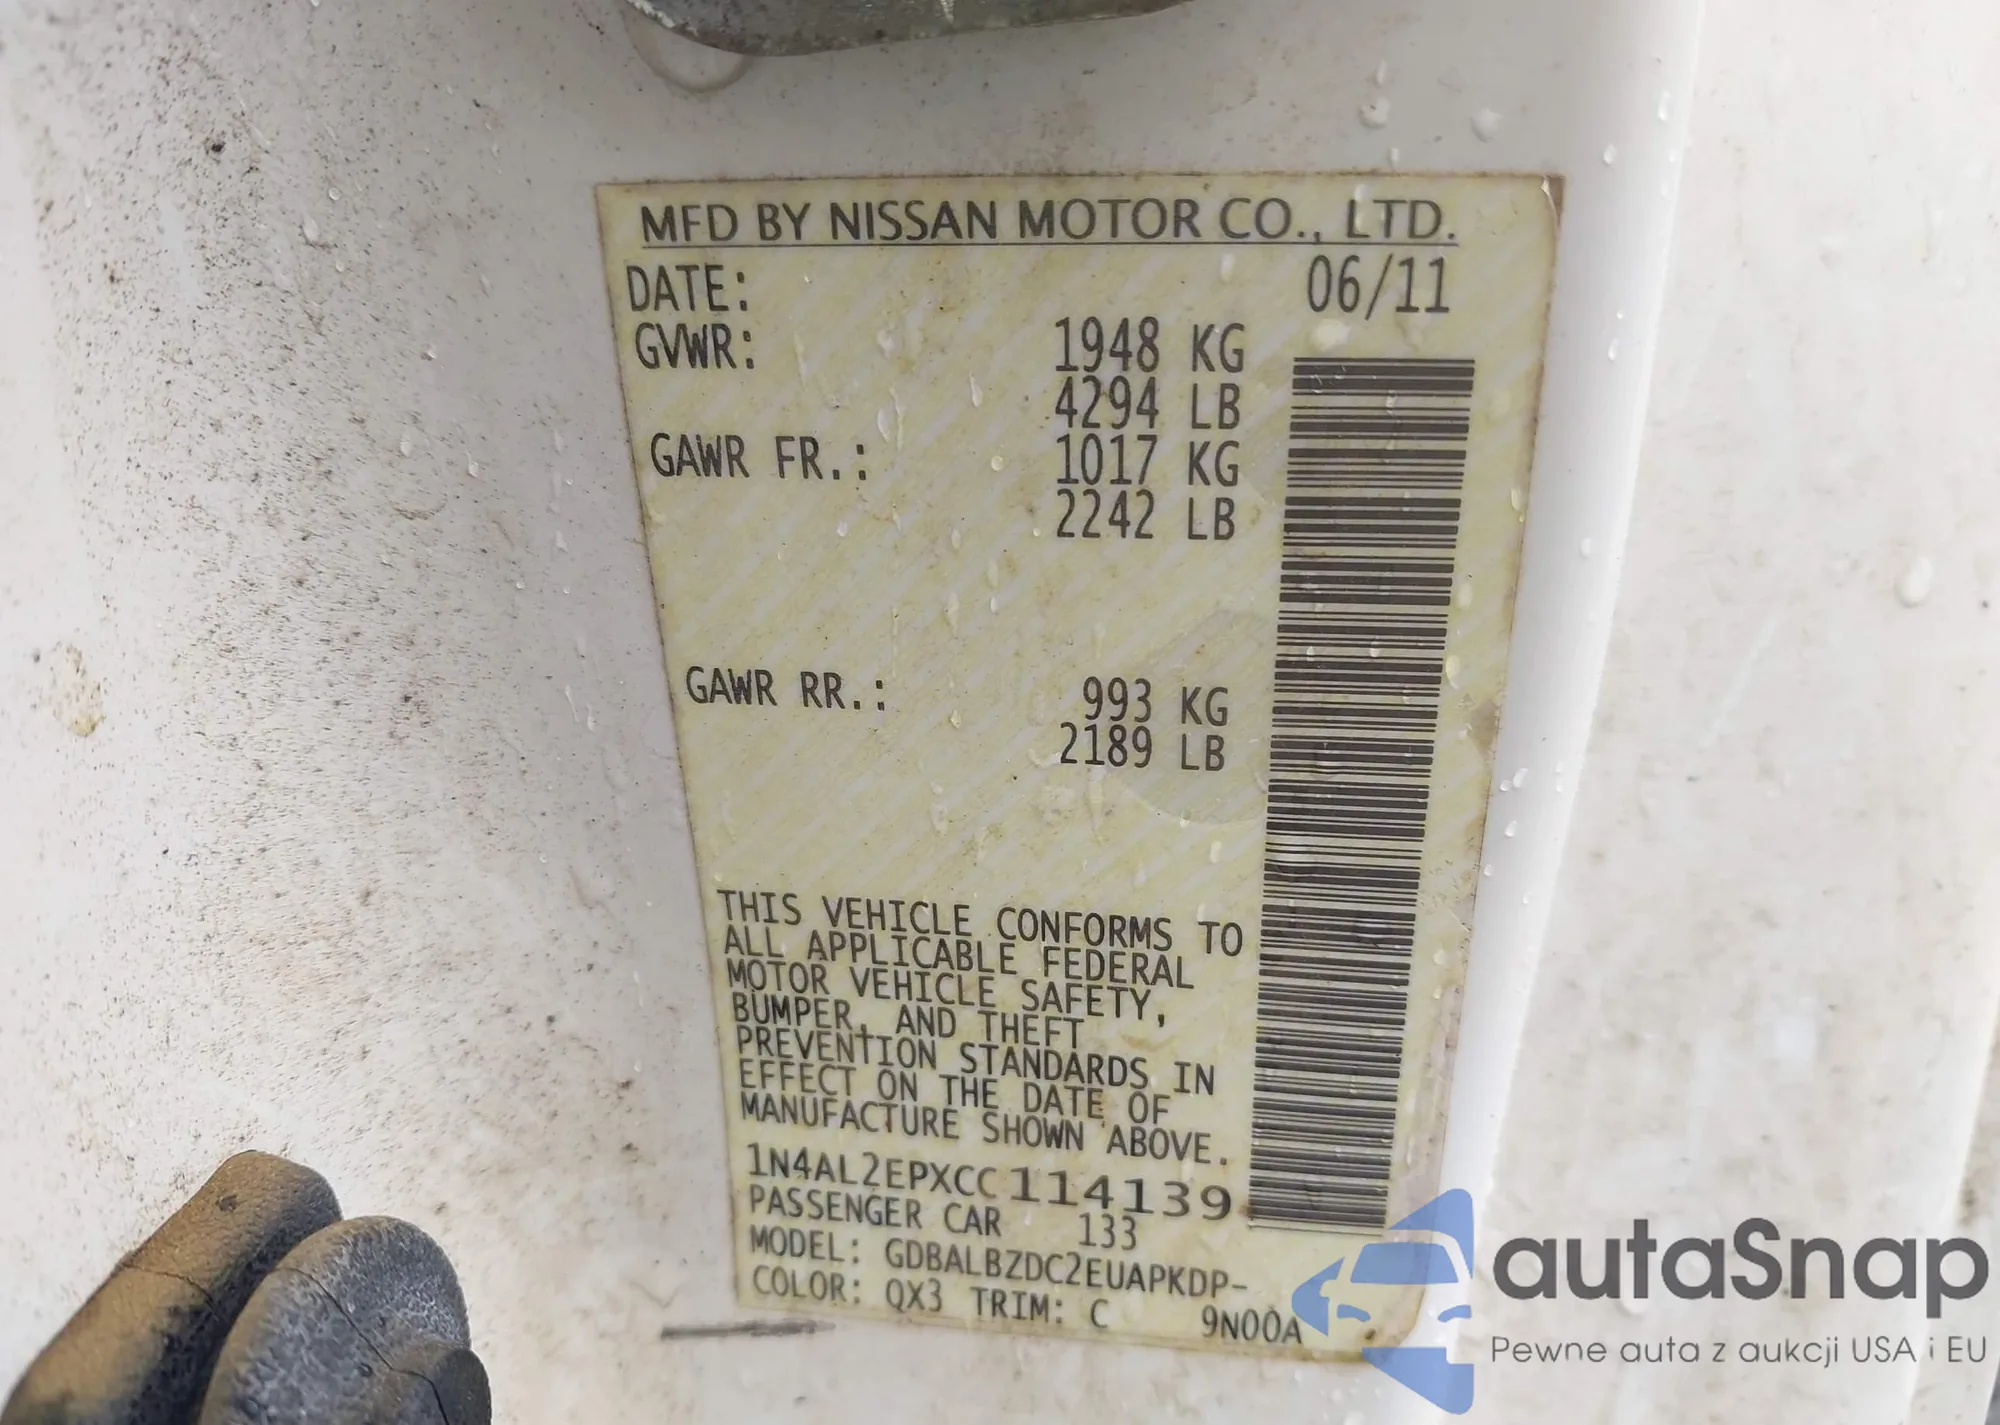 MFD BY NISSAN MOTOR CO., LTD.
DATE: 06/11
GVWR: 1948 KG
4294 LB
GAWR FR.: 1017 KG
2242 LB
GAWR RR.: 993 KG
2189 LB
THIS VEHICLE CONFORMS TO
ALL APPLICABLE FEDERAL
MOTOR VEHICLE SAFETY,
BUMPER, AND THEFT
PREVENTION STANDARDS IN
EFFECT ON THE DATE OF
MANUFACTURE SHOWN ABOVE.
1N4AL2EPXCC114139
PASSENGER CAR 133
MODEL: GDBALBZDC2EUAPKDP-
COLOR: QX3 TRIM: C 9N00A
autaSnap
Pewne auta z aukcji USA i EU